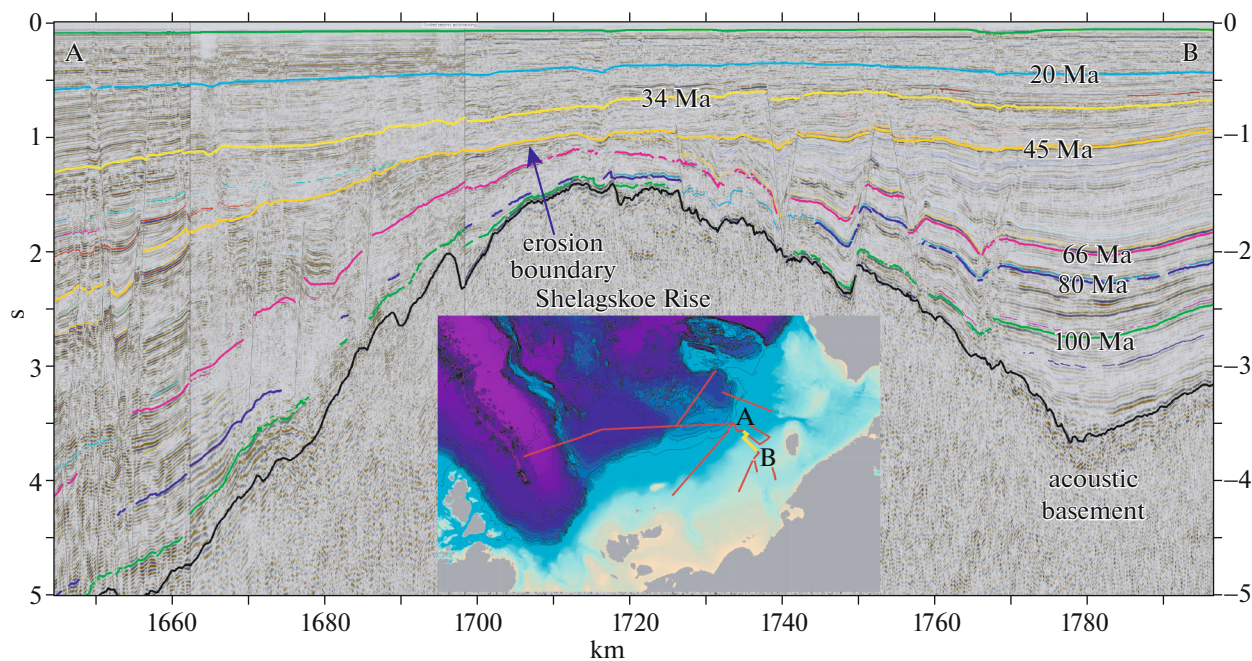 0
A
B
–0
20 Ma
34 Ma
1
–1
45 Ma
erosion
boundary
2
66 Ma
–2
80 Ma
Shelagskoe Rise
s
100 Ma
3
–3
A
B
4
acoustic
basement
–4
5
–5
1660
1680
1700
1720
1740
1760
1780
km